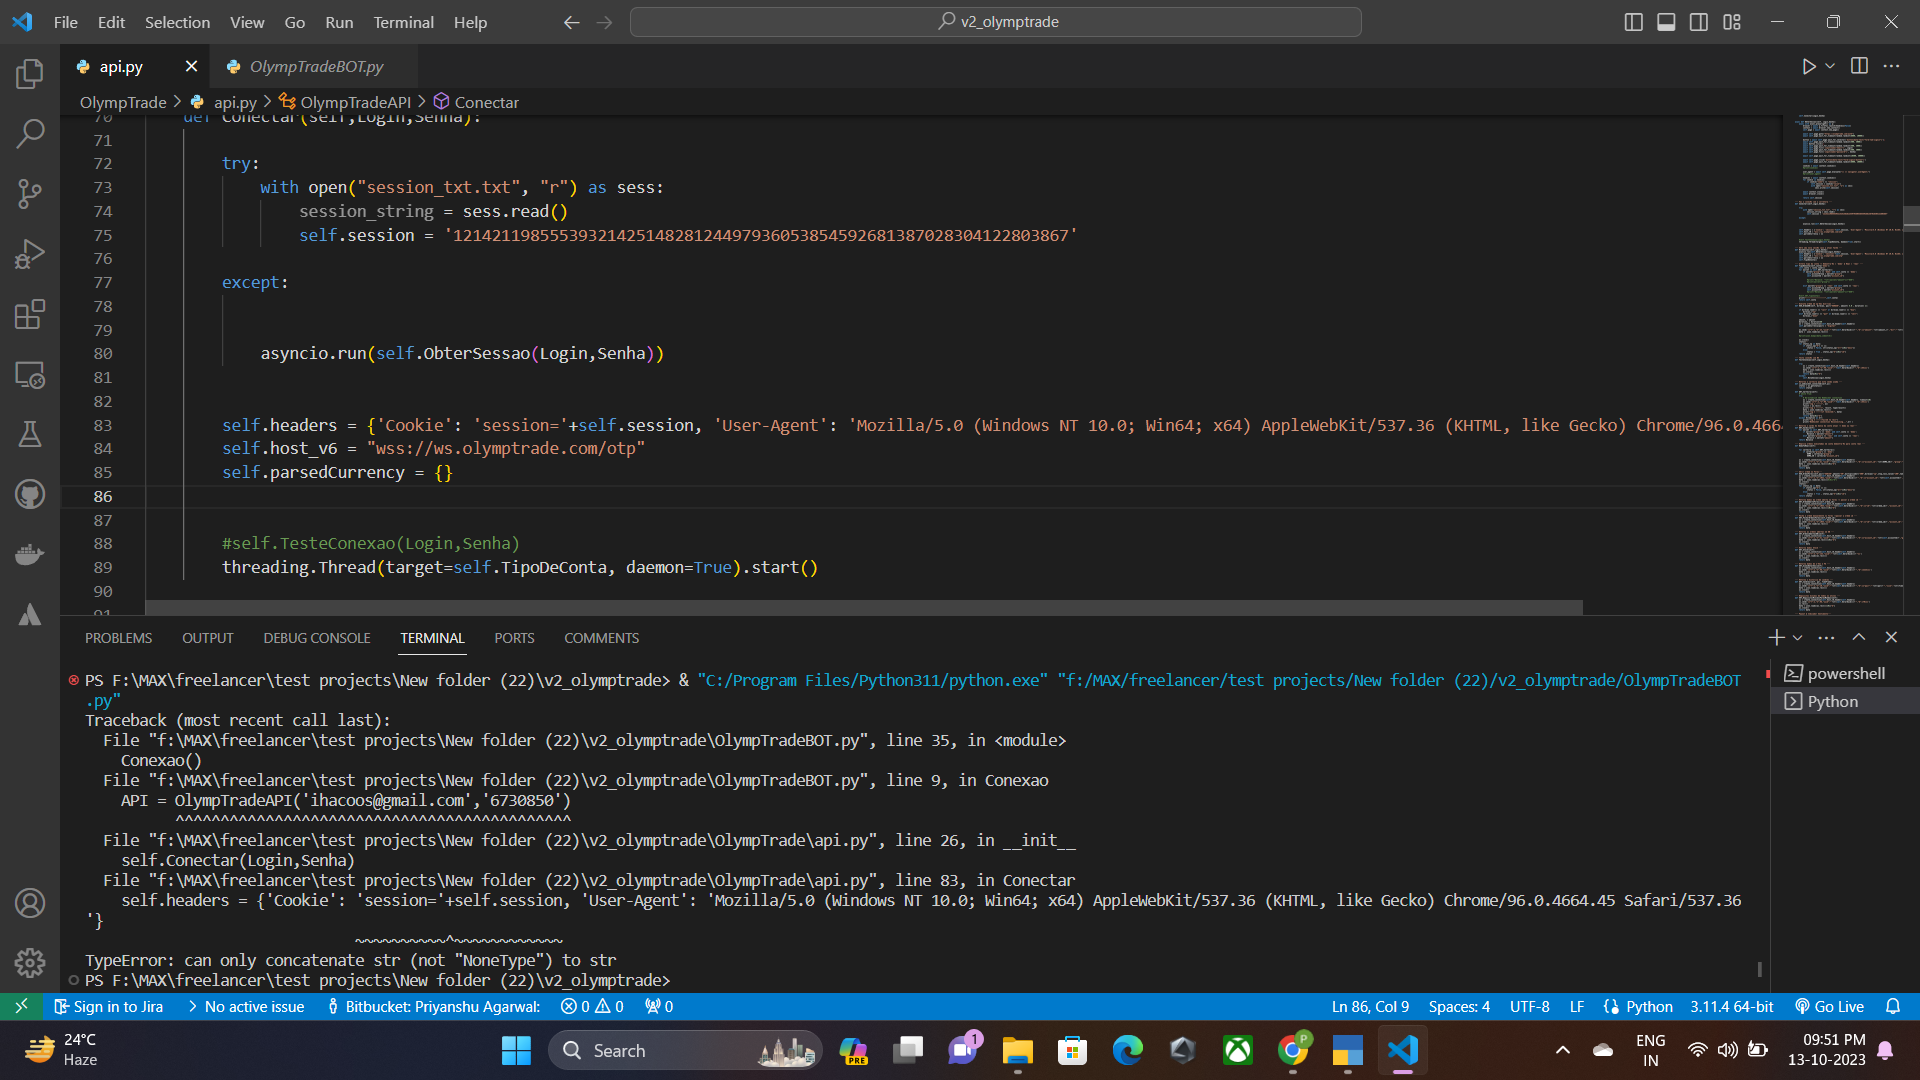 File Edit Selection View Go Run Terminal Help
v2_olymptrade
api.py OlympTradeBOT.py
OlympTrade > api.py > OlympTradeAPI > Conectar
70 def Conectar(self,Login,Senha):
71
72 try:
73 with open("session_txt.txt", "r") as sess:
74 session_string = sess.read()
75 self.session = '12142119855539321425148281244979360538545926813870283041228038​67'
76
77 except:
78
79
80 asyncio.run(self.ObterSessao(Login,Senha))
81
82
83 self.headers = {'Cookie': 'session='+self.session, 'User-Agent': 'Mozilla/5.0 (Windows NT 10.0; Win64; x64) AppleWebKit/537.36 (KHTML, like Gecko) Chrome/96.0.4664
84 self.host_v6 = "wss://ws.olymptrade.com/otp"
85 self.parsedCurrency = {}
86
87
88 #self.TesteConexao(Login,Senha)
89 threading.Thread(target=self.TipoDeConta, daemon=True).start()
90
91
PROBLEMS OUTPUT DEBUG CONSOLE TERMINAL PORTS COMMENTS
powershell
Python
PS F:\MAX\freelancer\test projects\New folder (22)\v2_olymptrade> & "C:/Program Files/Python311/python.exe" "f:/MAX/freelancer/test projects/New folder (22)/v2_olymptrade/OlympTradeBOT
.py"
Traceback (most recent call last):
File "f:\MAX\freelancer\test projects\New folder (22)\v2_olymptrade\OlympTradeBOT.py", line 35, in <module>
Conexao()
File "f:\MAX\freelancer\test projects\New folder (22)\v2_olymptrade\OlympTradeBOT.py", line 9, in Conexao
API = OlympTradeAPI('ihacoos@gmail.com','6730850')
^^^^^^^^^^^^^^^^^^^^^^^^^^^^^^^^^^^^^^^^^^^^
File "f:\MAX\freelancer\test projects\New folder (22)\v2_olymptrade\OlympTrade\api.py", line 26, in __init__
self.Conectar(Login,Senha)
File "f:\MAX\freelancer\test projects\New folder (22)\v2_olymptrade\OlympTrade\api.py", line 83, in Conectar
self.headers = {'Cookie': 'session='+self.session, 'User-Agent': 'Mozilla/5.0 (Windows NT 10.0; Win64; x64) AppleWebKit/537.36 (KHTML, like Gecko) Chrome/96.0.4664.45 Safari/537.36
'}
~~~~~~~~~~^~~~~~~~~~~~~
TypeError: can only concatenate str (not "NoneType") to str
PS F:\MAX\freelancer\test projects\New folder (22)\v2_olymptrade>
Sign in to Jira > No active issue Bitbucket: Priyanshu Agarwal: 0 0 0 Ln 86, Col 9 Spaces: 4 UTF-8 LF Python 3.11.4 64-bit Go Live
24°C
Haze
Search
PRE
1
P
ENG
IN
09:51 PM
13-10-2023